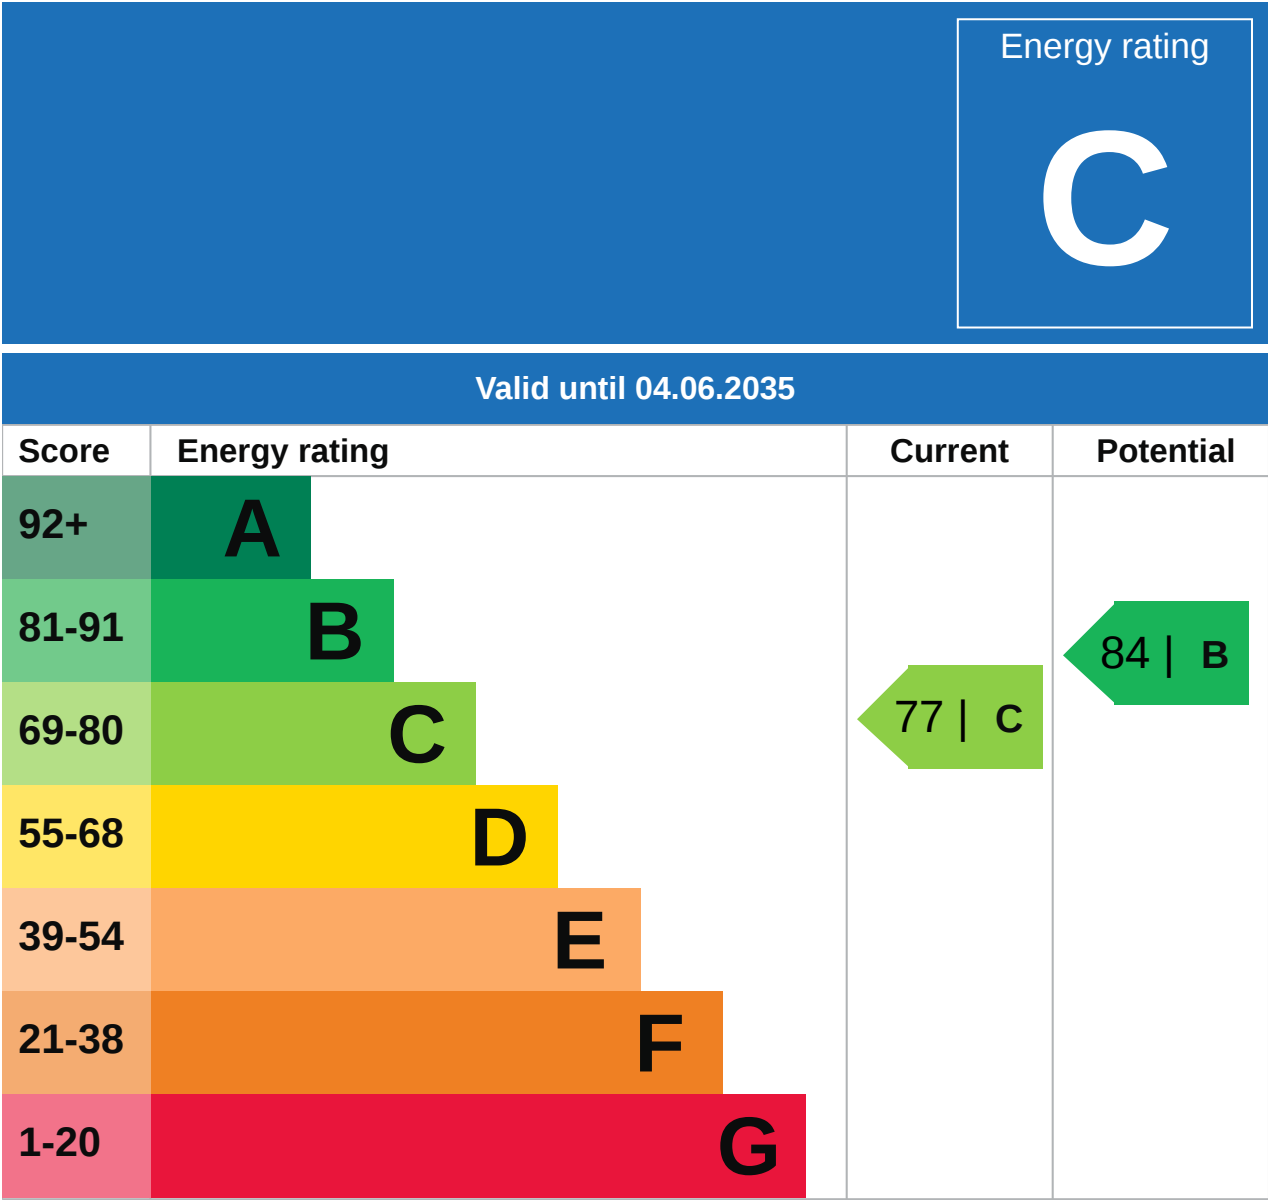 Energy rating
C
Valid until 04.06.2035
Score Energy rating Current Potential
92+ A
81-91 B
84 | B
69-80 C
77 | C
55-68 D
39-54 E
21-38 F
1-20 G